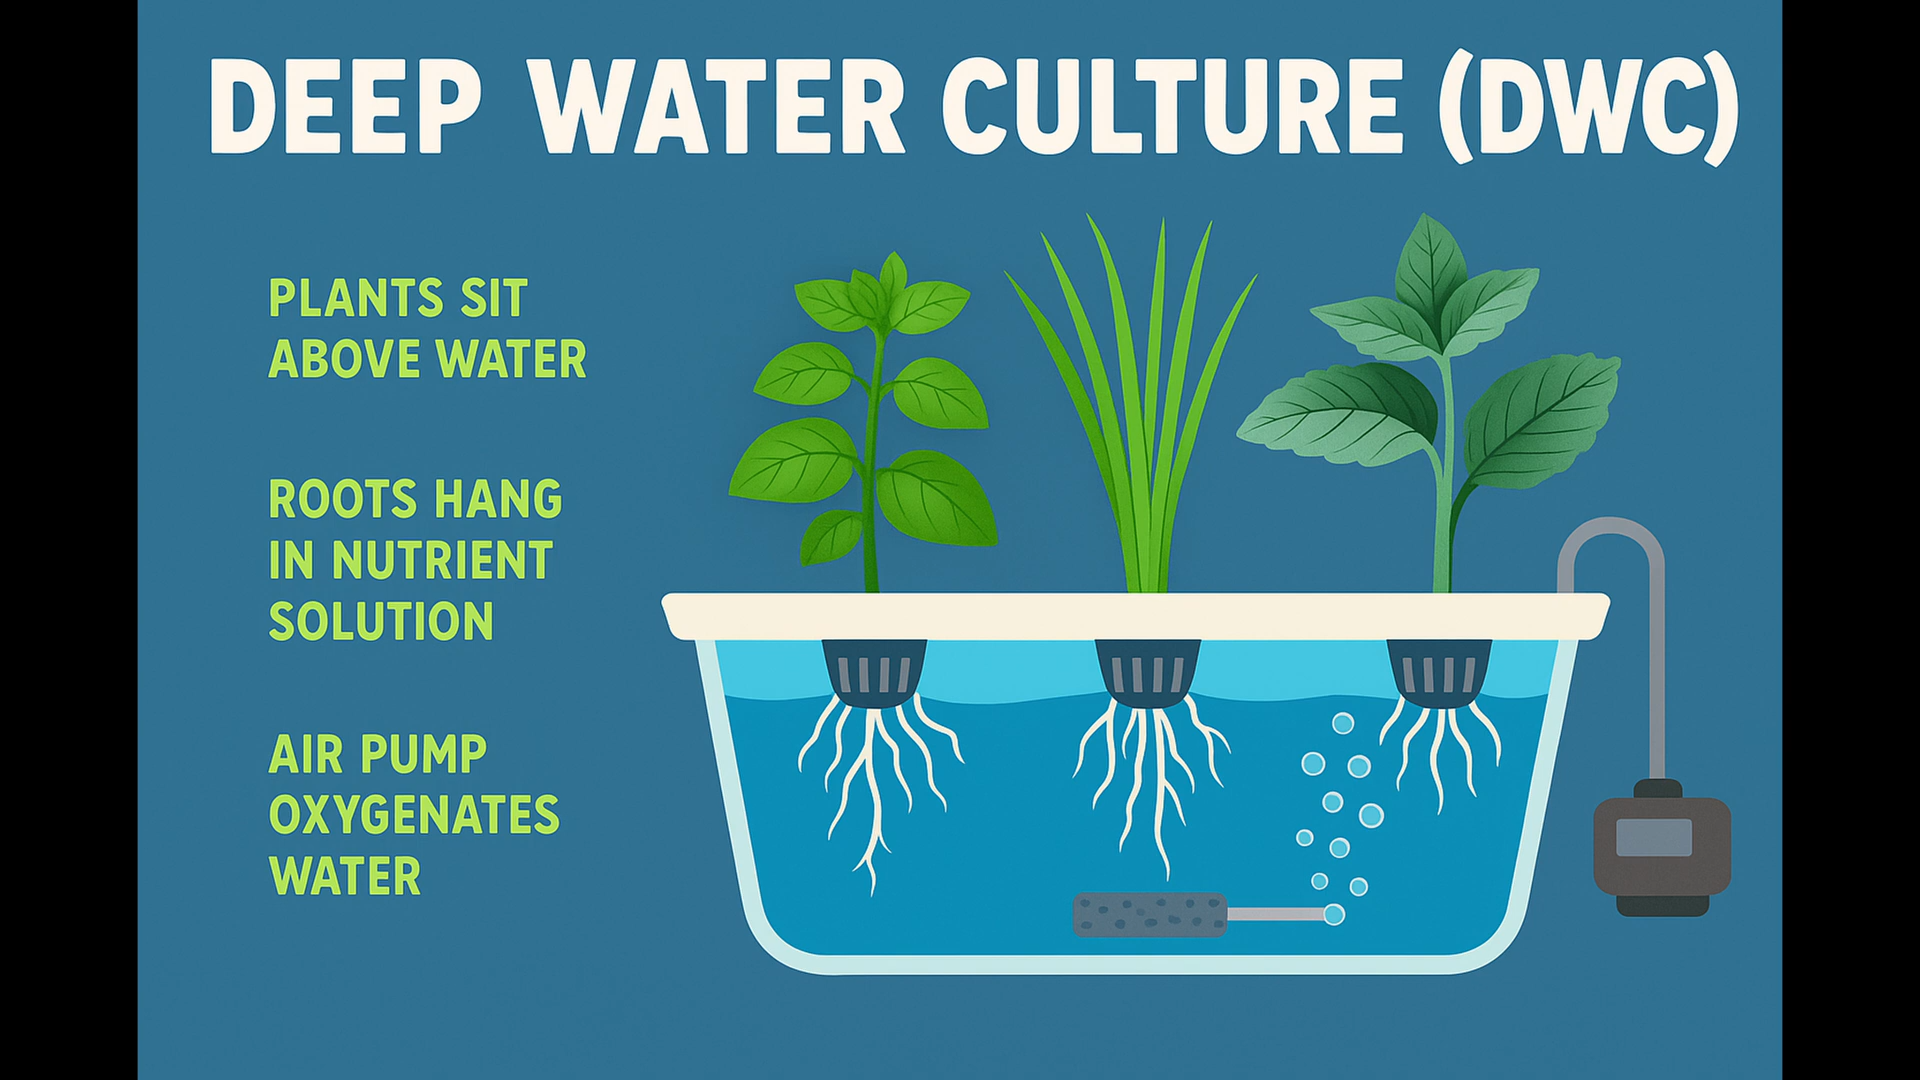 DEEP WATER CULTURE (DWC)
PLANTS SIT
ABOVE WATER
ROOTS HANG
IN NUTRIENT
SOLUTION
AIR PUMP
OXYGENATES
WATER